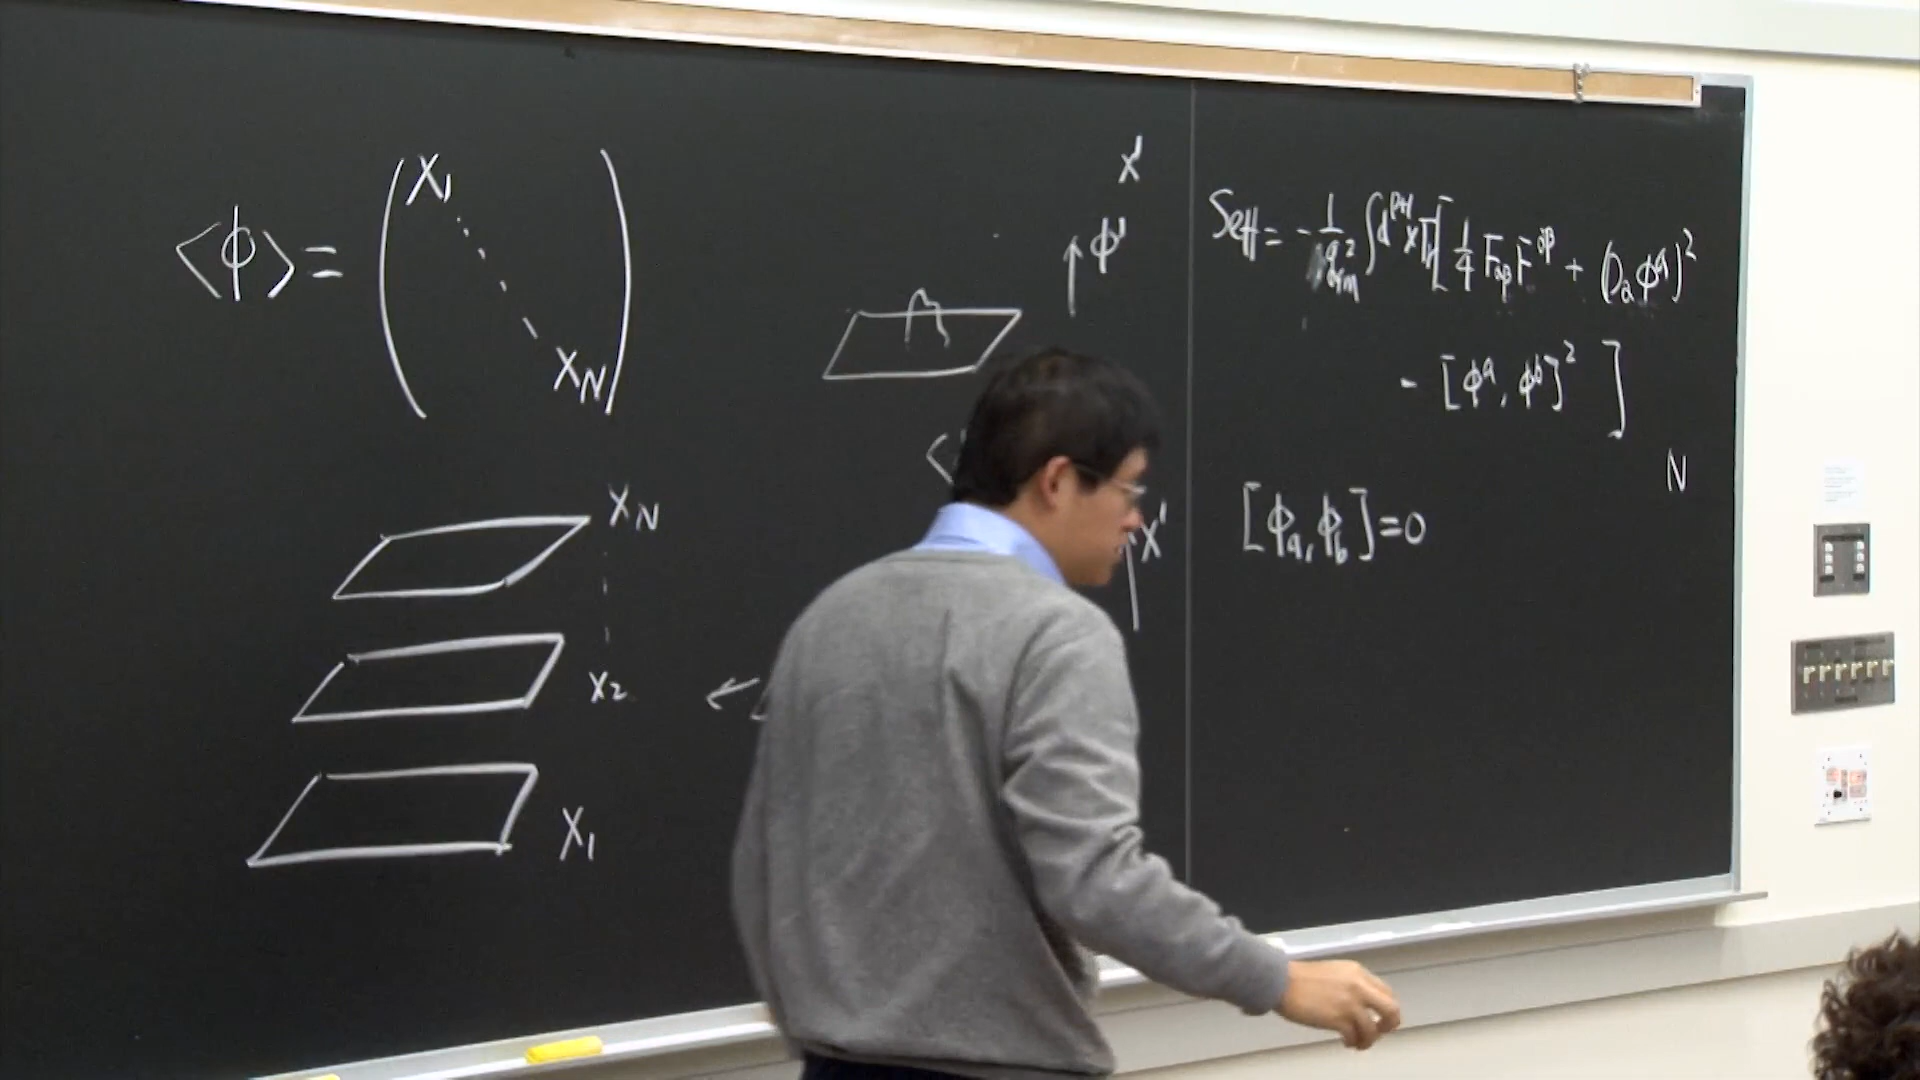 <ϕ> = ( X₁ ⋱ X_N )
X_N
X₂
X₁
X¹
ϕ¹
X¹
S_eff = - 1/g²_YM ∫ d^{p+1}x Tr [ 1/4 F_{αβ} F^{αβ} + (D_α ϕ^a)²
- [ϕ^a, ϕ^b]² ]
N
[ϕ_a, ϕ_b] = 0